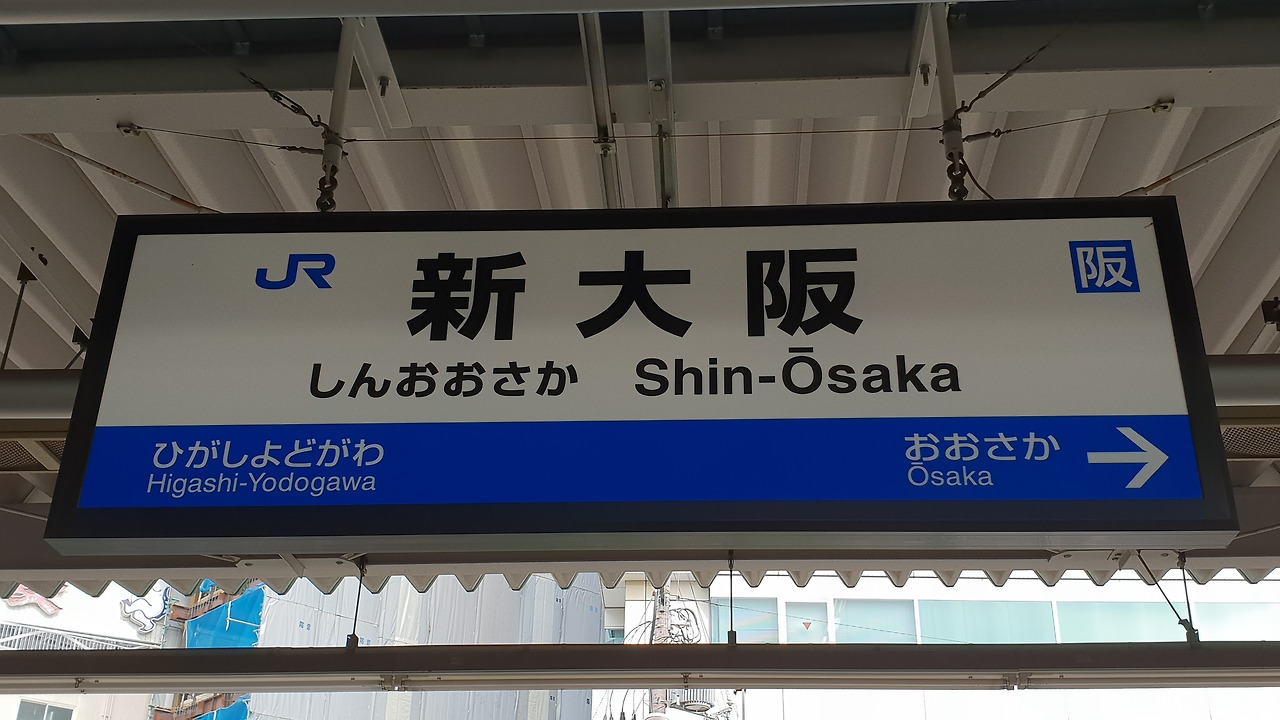 JR 新大阪 阪
しんおおさか Shin-Ōsaka
ひがしよどがわ おおさか →
Higashi-Yodogawa Ōsaka